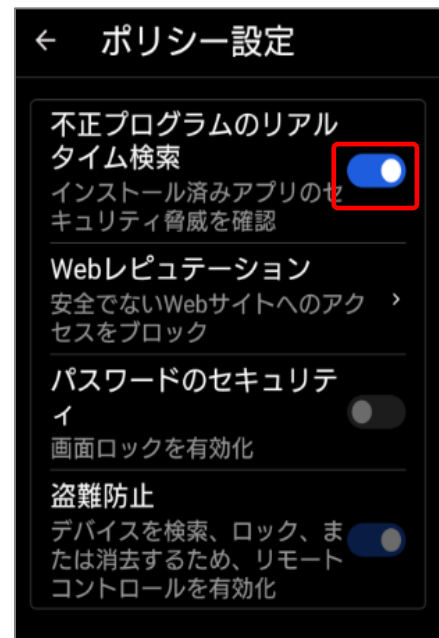 ポリシー設定
不正プログラムのリアル
タイム検索
インストール済みアプリのセ
キュリティ脅威を確認
Webレピュテーション
安全でないWebサイトへのアク
セスをブロック
パスワードのセキュリテ
ィ
画面ロックを有効化
盗難防止
デバイスを検索、ロック、ま
たは消去するため、リモート
コントロールを有効化